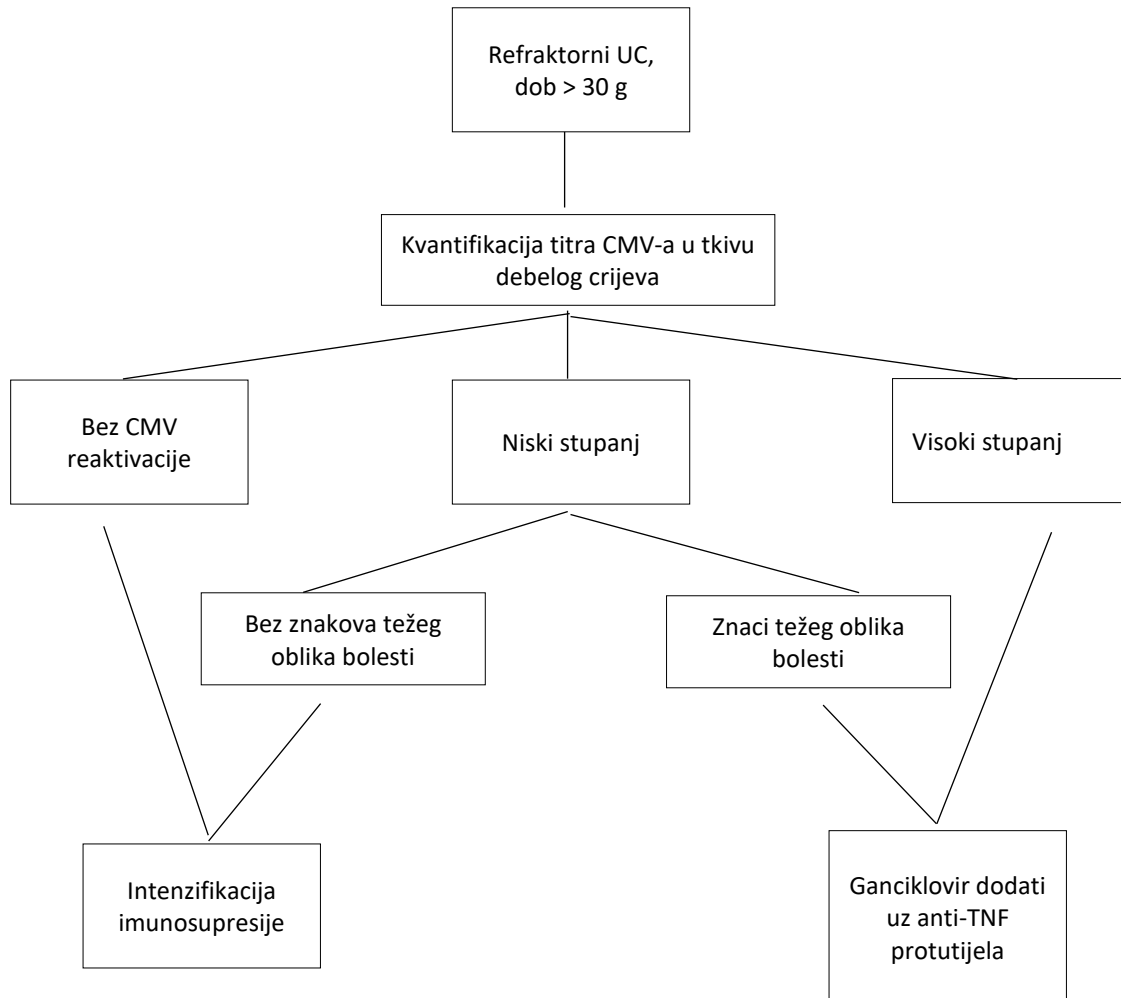 Refraktorni UC,
dob > 30 g
Kvantifikacija titra CMV-a u tkivu
debelog crijeva
Bez CMV
reaktivacije
Niski stupanj
Visoki stupanj
Bez znakova težeg
oblika bolesti
Znaci težeg oblika
bolesti
Intenzifikacija
imunosupresije
Ganciklovir dodati
uz anti-TNF
protutijela